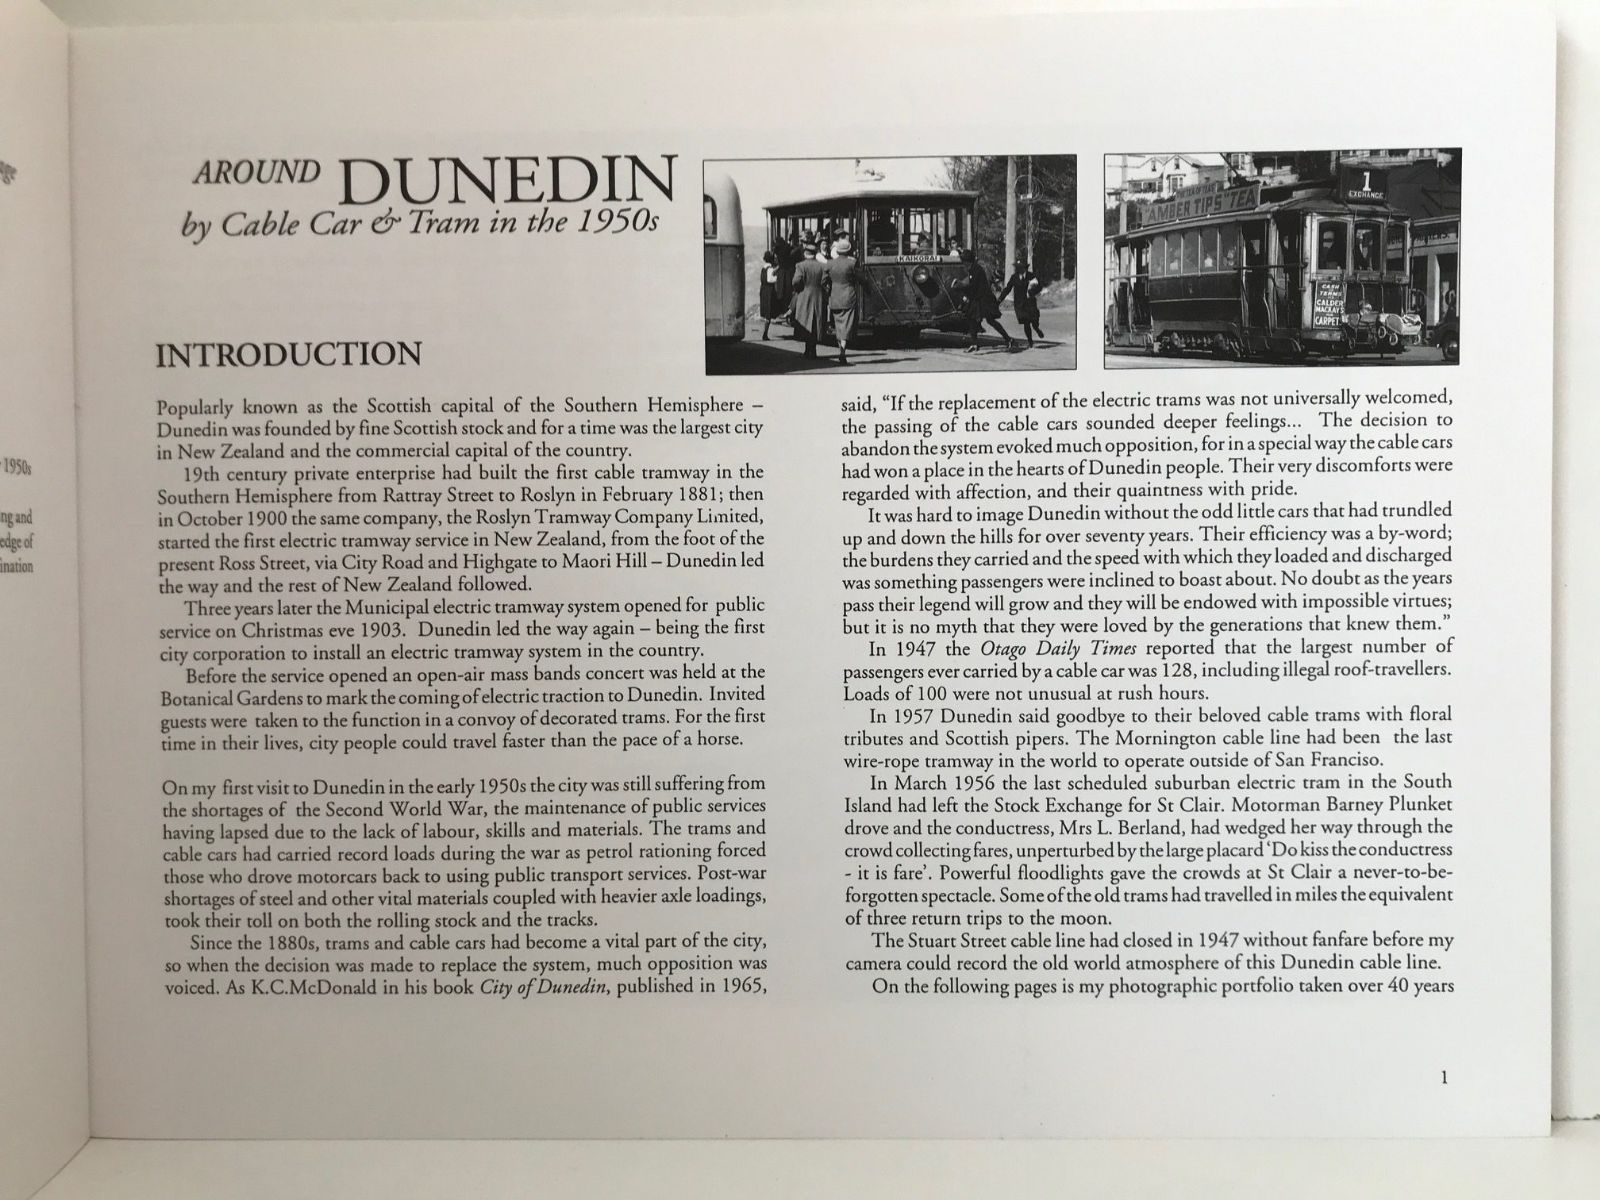 1950s
ng and
edge of
ination
AROUND DUNEDIN
by Cable Car & Tram in the 1950s
KAIKORAI
"AMBER TIPS" TEA
1
EXCHANGE
CASH
TERMS
CALDER
MACKAYS
CARPET
INTRODUCTION
Popularly known as the Scottish capital of the Southern Hemisphere –
Dunedin was founded by fine Scottish stock and for a time was the largest city
in New Zealand and the commercial capital of the country.
19th century private enterprise had built the first cable tramway in the
Southern Hemisphere from Rattray Street to Roslyn in February 1881; then
in October 1900 the same company, the Roslyn Tramway Company Limited,
started the first electric tramway service in New Zealand, from the foot of the
present Ross Street, via City Road and Highgate to Maori Hill – Dunedin led
the way and the rest of New Zealand followed.
Three years later the Municipal electric tramway system opened for public
service on Christmas eve 1903. Dunedin led the way again – being the first
city corporation to install an electric tramway system in the country.
Before the service opened an open-air mass bands concert was held at the
Botanical Gardens to mark the coming of electric traction to Dunedin. Invited
guests were taken to the function in a convoy of decorated trams. For the first
time in their lives, city people could travel faster than the pace of a horse.
On my first visit to Dunedin in the early 1950s the city was still suffering from
the shortages of the Second World War, the maintenance of public services
having lapsed due to the lack of labour, skills and materials. The trams and
cable cars had carried record loads during the war as petrol rationing forced
those who drove motorcars back to using public transport services. Post-war
shortages of steel and other vital materials coupled with heavier axle loadings,
took their toll on both the rolling stock and the tracks.
Since the 1880s, trams and cable cars had become a vital part of the city,
so when the decision was made to replace the system, much opposition was
voiced. As K.C.McDonald in his book City of Dunedin, published in 1965,
said, “If the replacement of the electric trams was not universally welcomed,
the passing of the cable cars sounded deeper feelings... The decision to
abandon the system evoked much opposition, for in a special way the cable cars
had won a place in the hearts of Dunedin people. Their very discomforts were
regarded with affection, and their quaintness with pride.
It was hard to image Dunedin without the odd little cars that had trundled
up and down the hills for over seventy years. Their efficiency was a by-word;
the burdens they carried and the speed with which they loaded and discharged
was something passengers were inclined to boast about. No doubt as the years
pass their legend will grow and they will be endowed with impossible virtues;
but it is no myth that they were loved by the generations that knew them.”
In 1947 the Otago Daily Times reported that the largest number of
passengers ever carried by a cable car was 128, including illegal roof-travellers.
Loads of 100 were not unusual at rush hours.
In 1957 Dunedin said goodbye to their beloved cable trams with floral
tributes and Scottish pipers. The Mornington cable line had been the last
wire-rope tramway in the world to operate outside of San Franciso.
In March 1956 the last scheduled suburban electric tram in the South
Island had left the Stock Exchange for St Clair. Motorman Barney Plunket
drove and the conductress, Mrs L. Berland, had wedged her way through the
crowd collecting fares, unperturbed by the large placard ‘Do kiss the conductress
- it is fare’. Powerful floodlights gave the crowds at St Clair a never-to-be-
forgotten spectacle. Some of the old trams had travelled in miles the equivalent
of three return trips to the moon.
The Stuart Street cable line had closed in 1947 without fanfare before my
camera could record the old world atmosphere of this Dunedin cable line.
On the following pages is my photographic portfolio taken over 40 years
1